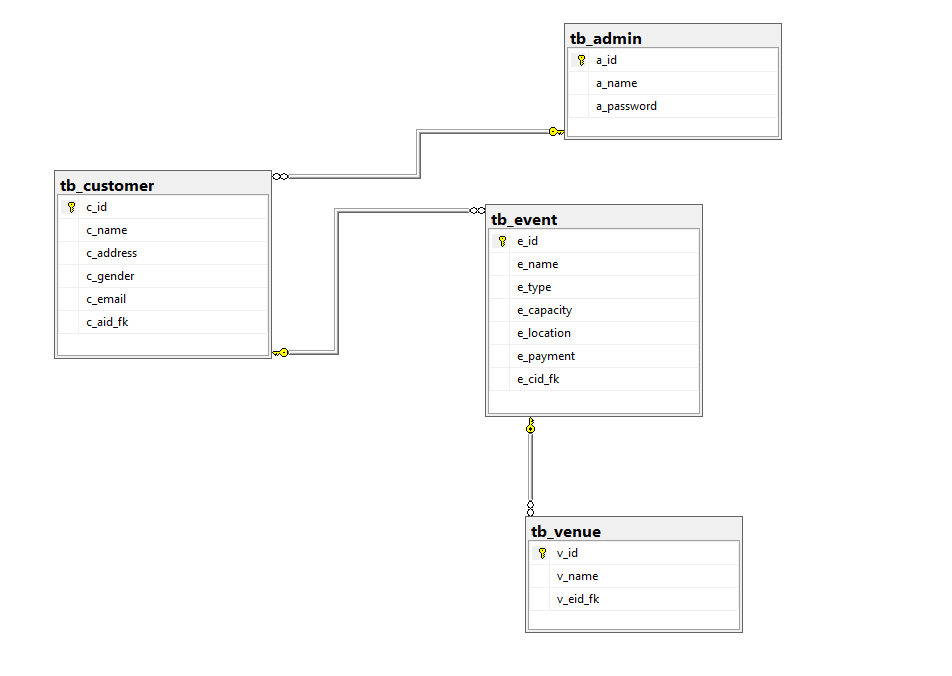 tb_admin
a_id
a_name
a_password
tb_customer
c_id
c_name
c_address
c_gender
c_email
c_aid_fk
tb_event
e_id
e_name
e_type
e_capacity
e_location
e_payment
e_cid_fk
tb_venue
v_id
v_name
v_eid_fk